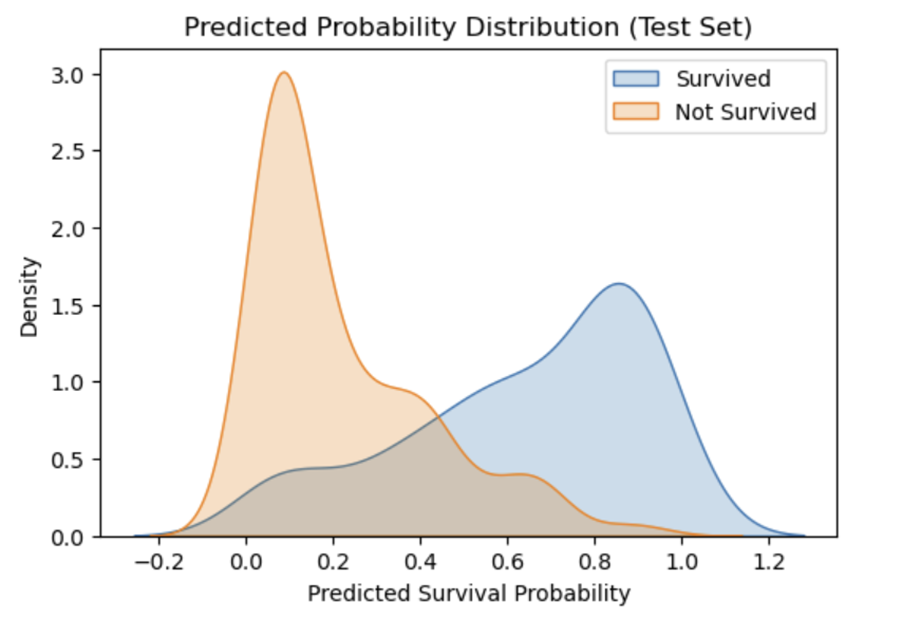 Predicted Probability Distribution (Test Set)
Survived
Not Survived
3.0
2.5
2.0
1.5
1.0
0.5
0.0
Density
−0.2 0.0 0.2 0.4 0.6 0.8 1.0 1.2
Predicted Survival Probability